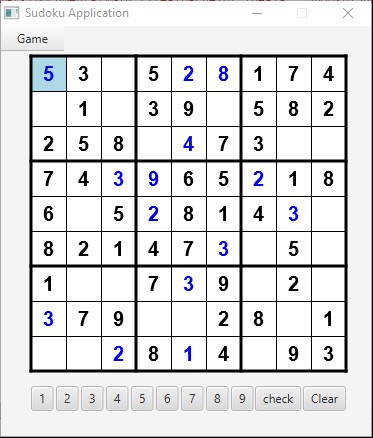 Sudoku Application
Game
5 3 5 2 8 1 7 4
1 3 9 5 8 2
2 5 8 4 7 3
7 4 3 9 6 5 2 1 8
6 5 2 8 1 4 3
8 2 1 4 7 3 5
1 7 3 9 2
3 7 9 2 8 1
2 8 1 4 9 3
1 2 3 4 5 6 7 8 9 check Clear